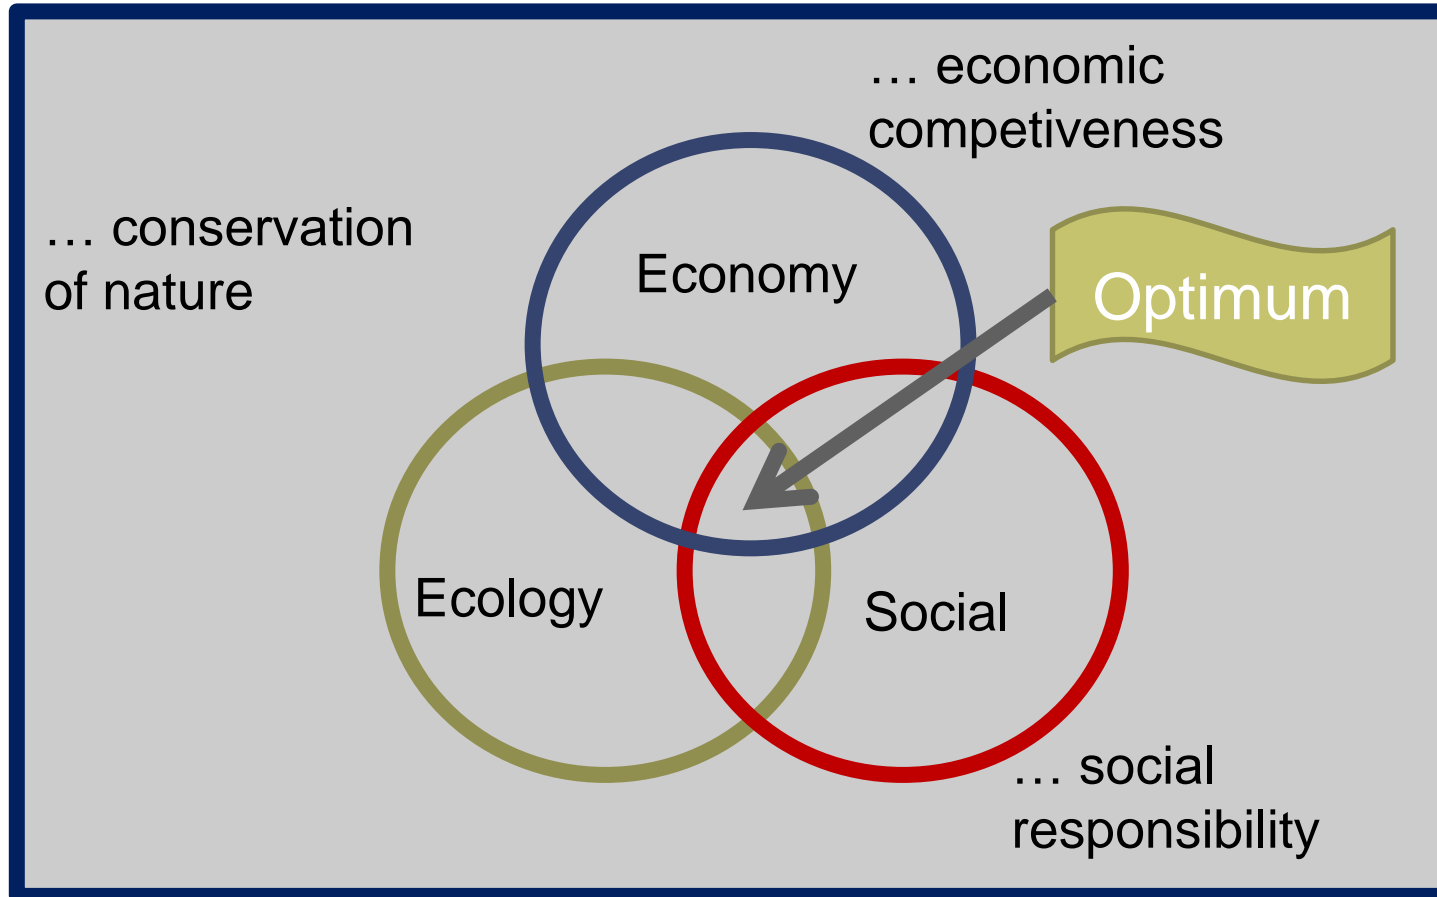 … economic
competiveness
… conservation
of nature
Economy
Optimum
Ecology
Social
… social
responsibility